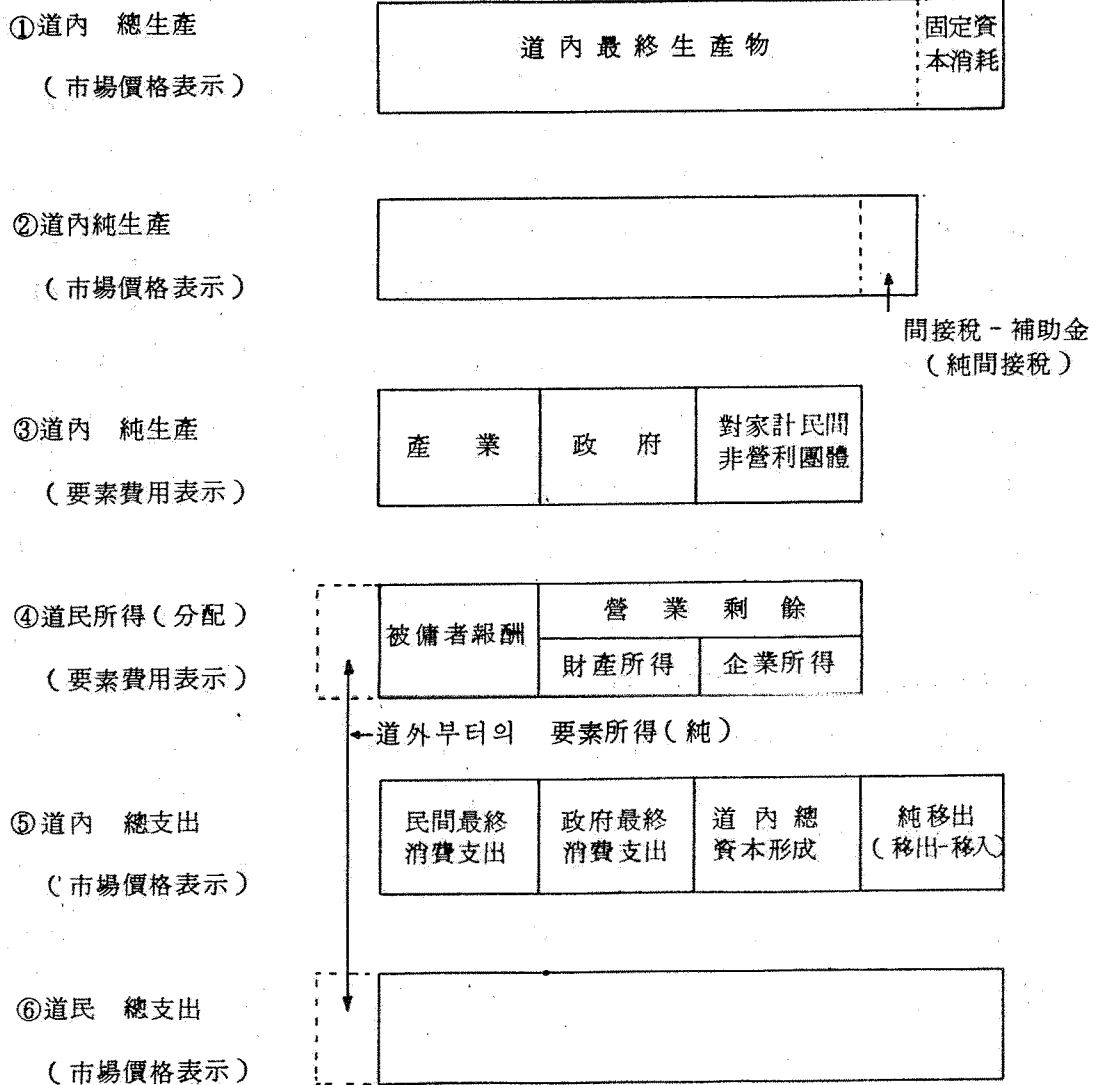 ①道內 總生產
(市場價格表示)
道內最終生產物
固定資
本消耗
②道內純生產
(市場價格表示)
間接稅-補助金
(純間接稅)
③道內 純生產
(要素費用表示)
產業
政府
對家計民間
非營利團體
④道民所得(分配)
(要素費用表示)
被傭者報酬
營業剩餘
財產所得
企業所得
道外부터의 要素所得(純)
⑤道內 總支出
(市場價格表示)
民間最終
消費支出
政府最終
消費支出
道內總
資本形成
純移出
(移出-移入)
⑥道民 總支出
(市場價格表示)